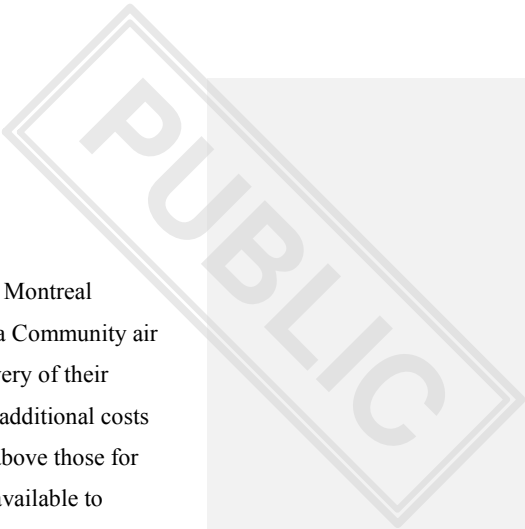 PUBLIC
Montreal
a Community air
very of their
additional costs
above those for
available to